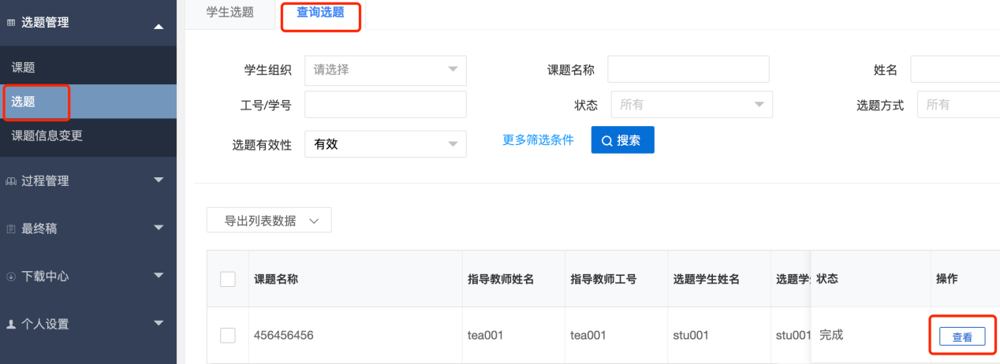 选题管理
课题
选题
课题信息变更
过程管理
最终稿
下载中心
个人设置
学生选题 查询选题
学生组织 请选择 课题名称 姓名
工号/学号 状态 所有 选题方式 所有
选题有效性 有效 更多筛选条件 搜索
导出列表数据
课题名称 指导教师姓名 指导教师工号 选题学生姓名 选题学 状态 操作
456456456 tea001 tea001 stu001 stu001 完成 查看